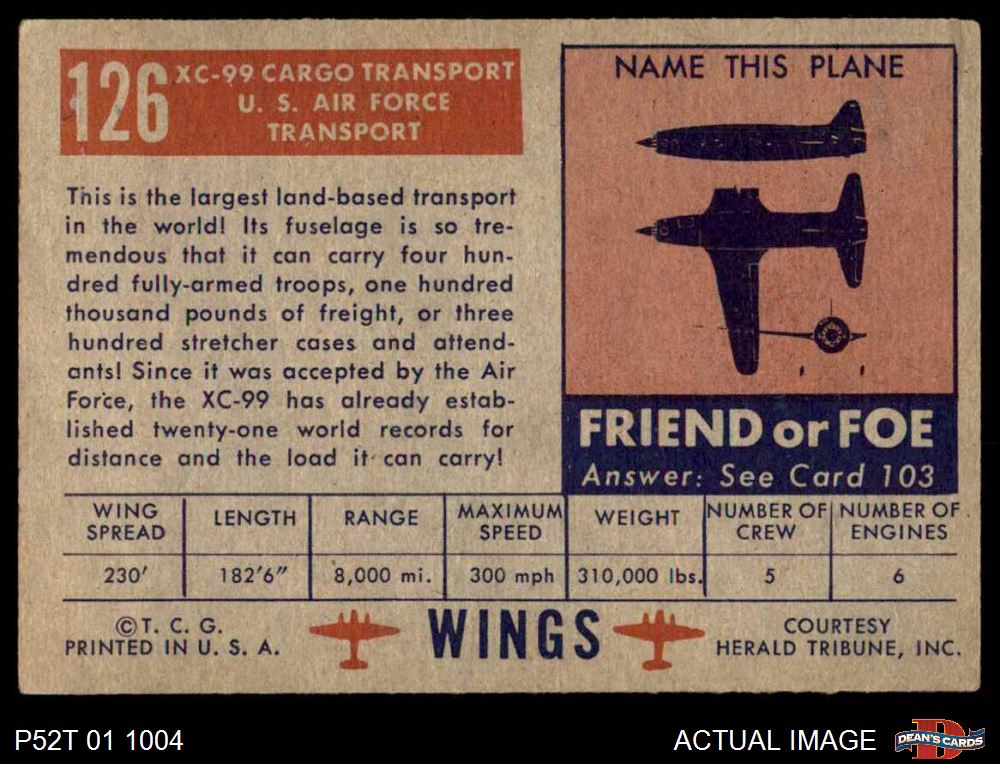 126
XC-99 CARGO TRANSPORT
U. S. AIR FORCE
TRANSPORT
This is the largest land-based transport
in the world! Its fuselage is so tre-
mendous that it can carry four hun-
dred fully-armed troops, one hundred
thousand pounds of freight, or three
hundred stretcher cases and attend-
ants! Since it was accepted by the Air
Force, the XC-99 has already estab-
lished twenty-one world records for
distance and the load it can carry!
NAME THIS PLANE
FRIEND or FOE
Answer: See Card 103
WING SPREAD LENGTH RANGE MAXIMUM SPEED WEIGHT NUMBER OF CREW NUMBER OF ENGINES
230' 182'6" 8,000 mi. 300 mph 310,000 lbs. 5 6
© T. C. G.
PRINTED IN U. S. A.
WINGS
COURTESY
HERALD TRIBUNE, INC.
P52T 01 1004
ACTUAL IMAGE
D
DEAN'S CARDS